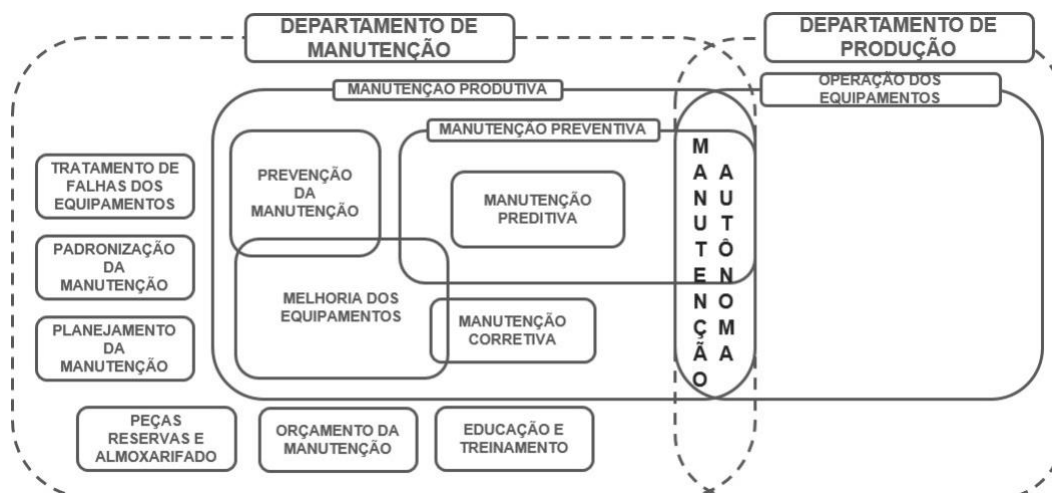 DEPARTAMENTO DE
MANUTENÇÃO
DEPARTAMENTO DE
PRODUÇÃO
MANUTENÇAO PRODUTIVA
OPERAÇÃO DOS
EQUIPAMENTOS
MANUTENÇÃO PREVENTIVA
TRATAMENTO DE
FALHAS DOS
EQUIPAMENTOS
PREVENÇÃO
DA
MANUTENÇÃO
MANUTENÇÃO
PREDITIVA
MANUTENÇÃO
AUTÔNOMA
PADRONIZAÇÃO
DA
MANUTENÇÃO
MELHORIA DOS
EQUIPAMENTOS
MANUTENÇÃO
CORRETIVA
PLANEJAMENTO
DA
MANUTENÇÃO
PEÇAS
RESERVAS E
ALMOXARIFADO
ORÇAMENTO DA
MANUTENÇÃO
EDUCAÇÃO E
TREINAMENTO